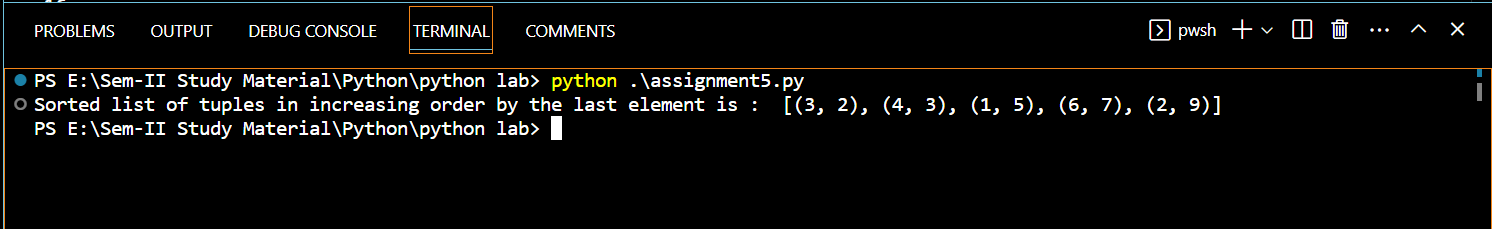 PROBLEMS OUTPUT DEBUG CONSOLE TERMINAL COMMENTS pwsh
PS E:\Sem-II Study Material\Python\python lab> python .\assignment5.py
Sorted list of tuples in increasing order by the last element is :  [(3, 2), (4, 3), (1, 5), (6, 7), (2, 9)]
PS E:\Sem-II Study Material\Python\python lab>